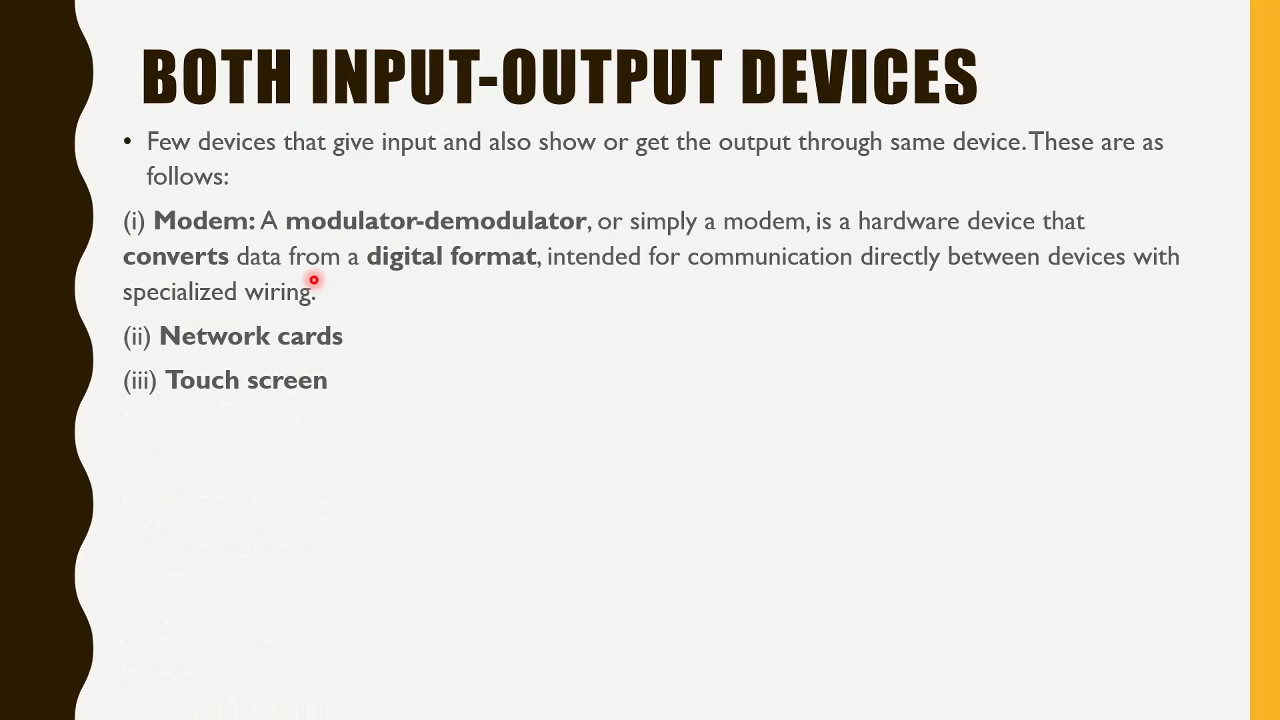 BOTH INPUT-OUTPUT DEVICES
• Few devices that give input and also show or get the output through same device. These are as
follows:
(i) Modem: A modulator-demodulator, or simply a modem, is a hardware device that
converts data from a digital format, intended for communication directly between devices with
specialized wiring.
(ii) Network cards
(iii) Touch screen